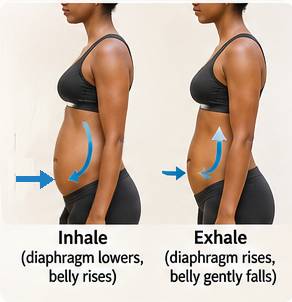 Inhale
(diaphragm lowers,
belly rises)
Exhale
(diaphragm rises,
belly gently falls)